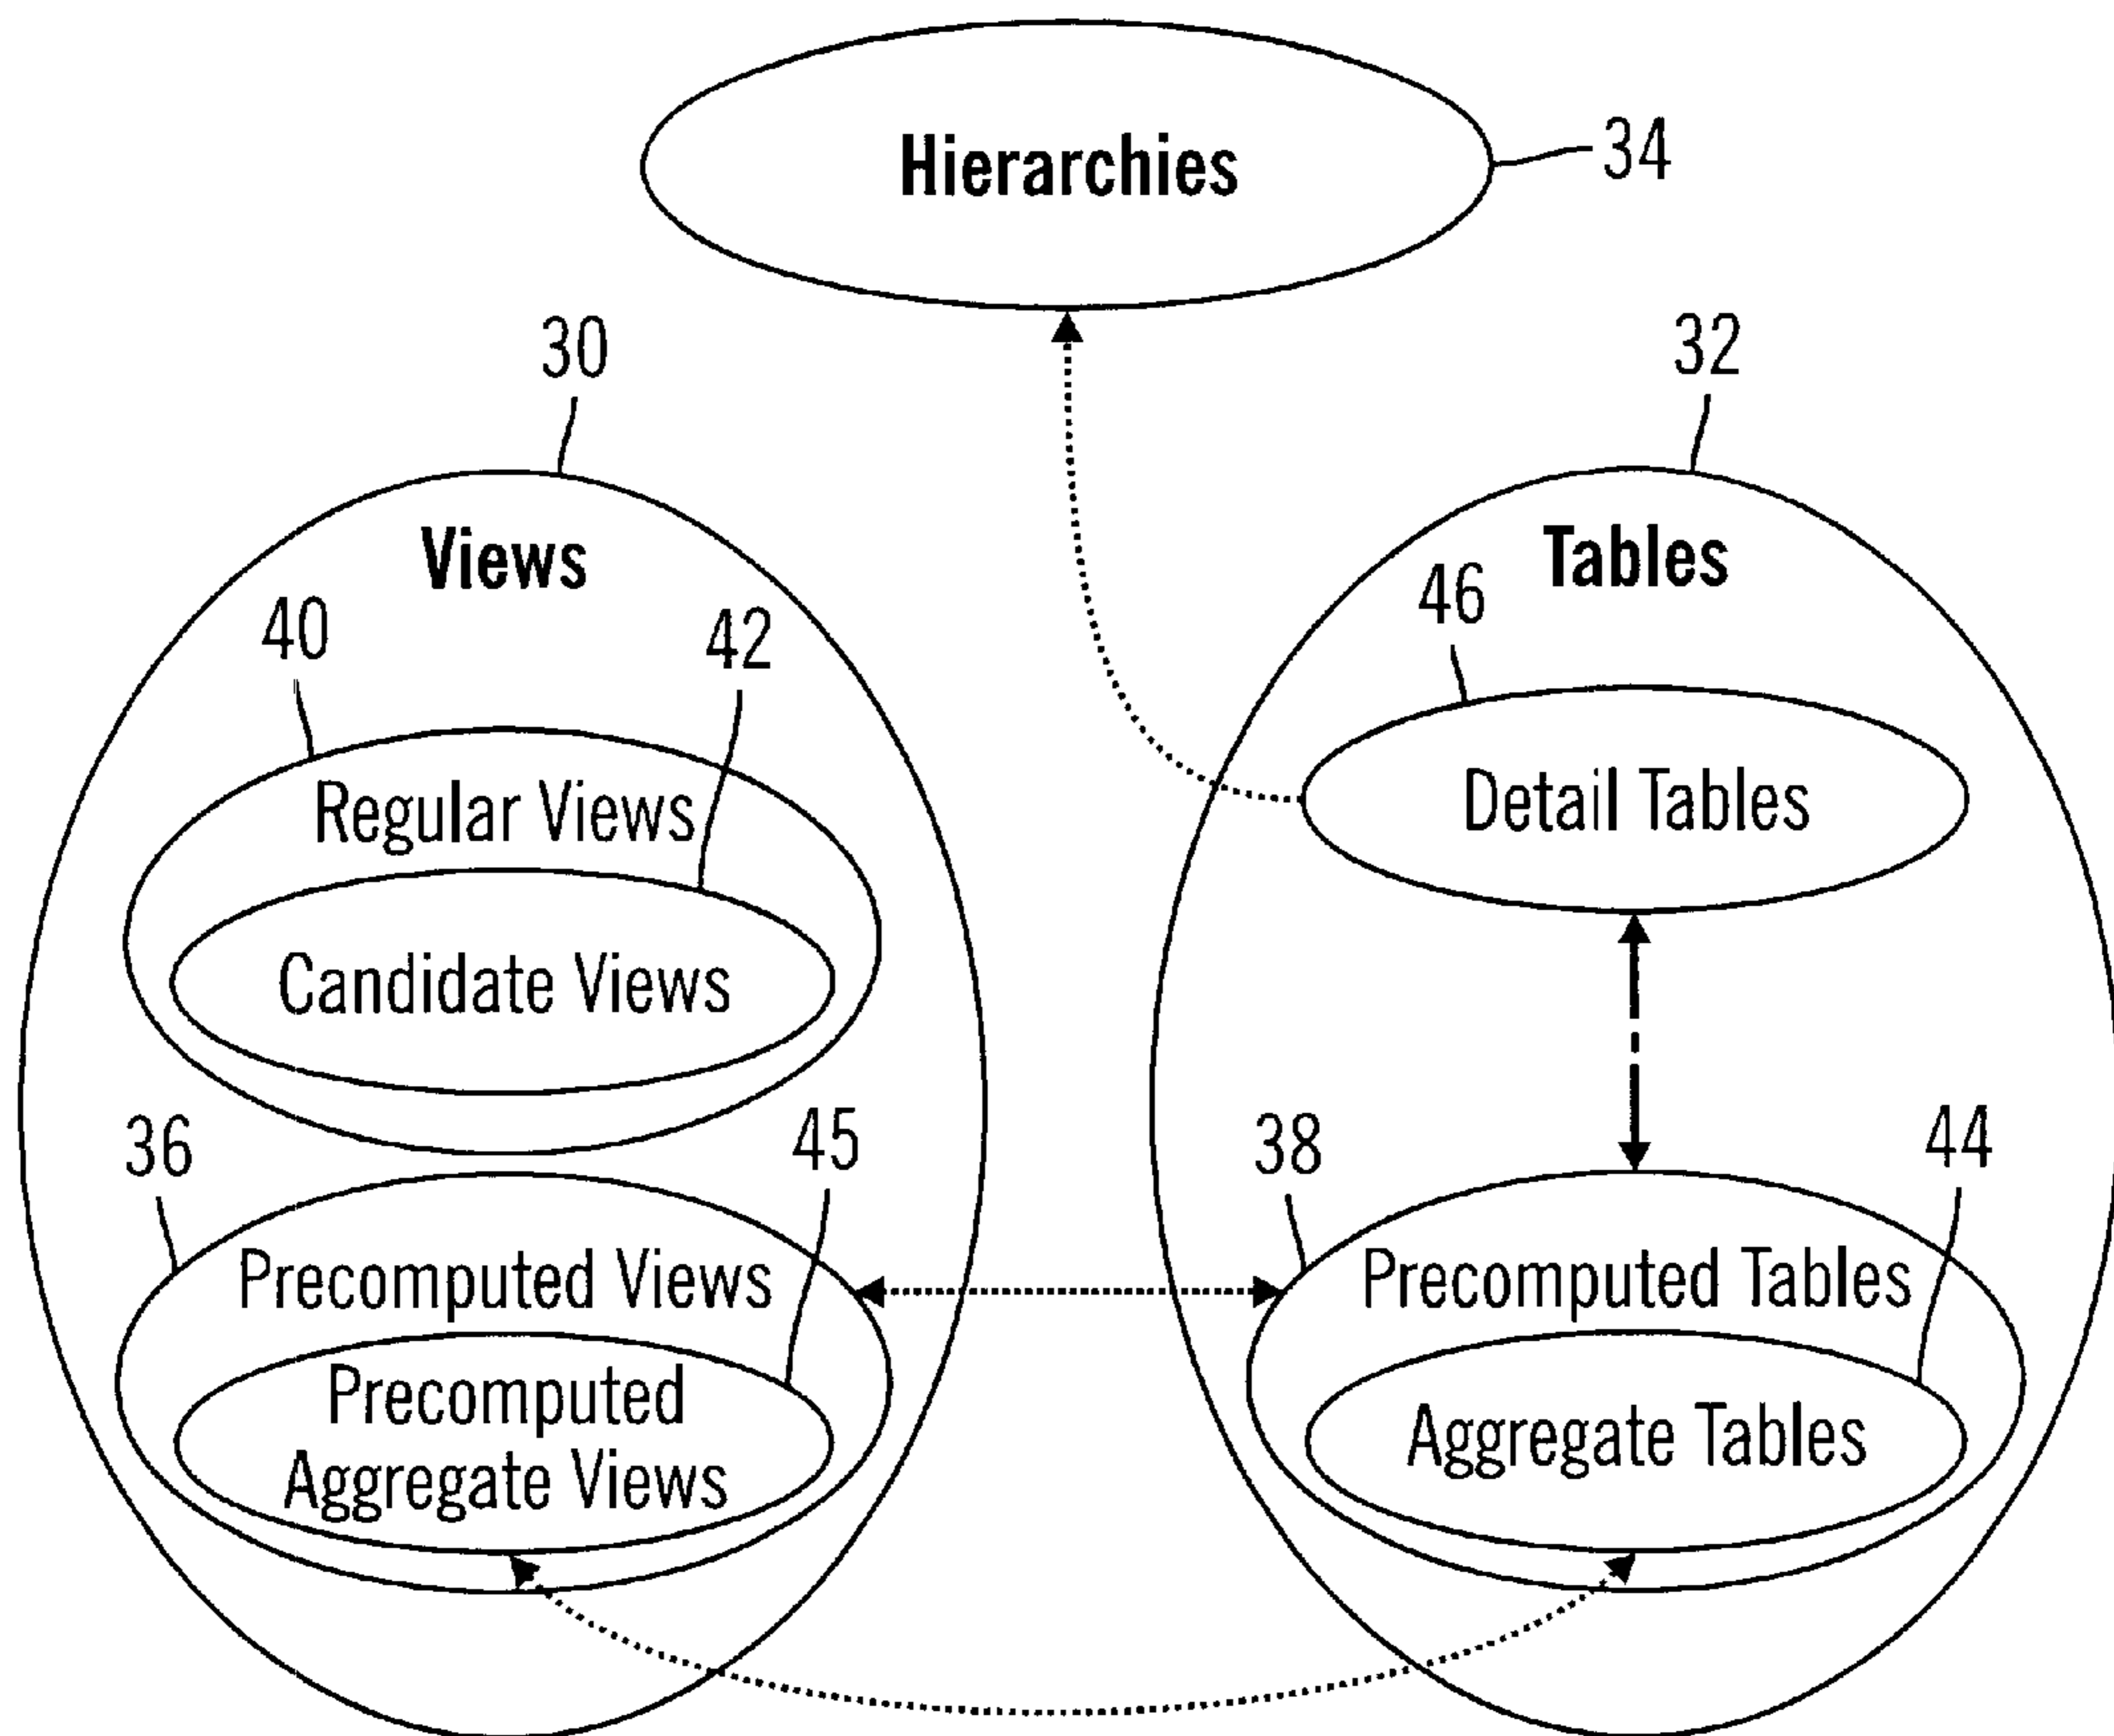 Hierarchies
34
30
32
Views
Tables
40
42
46
Regular Views
Detail Tables
Candidate Views
36
45
38
44
Precomputed Views
Precomputed Tables
Precomputed
Aggregate Views
Aggregate Tables